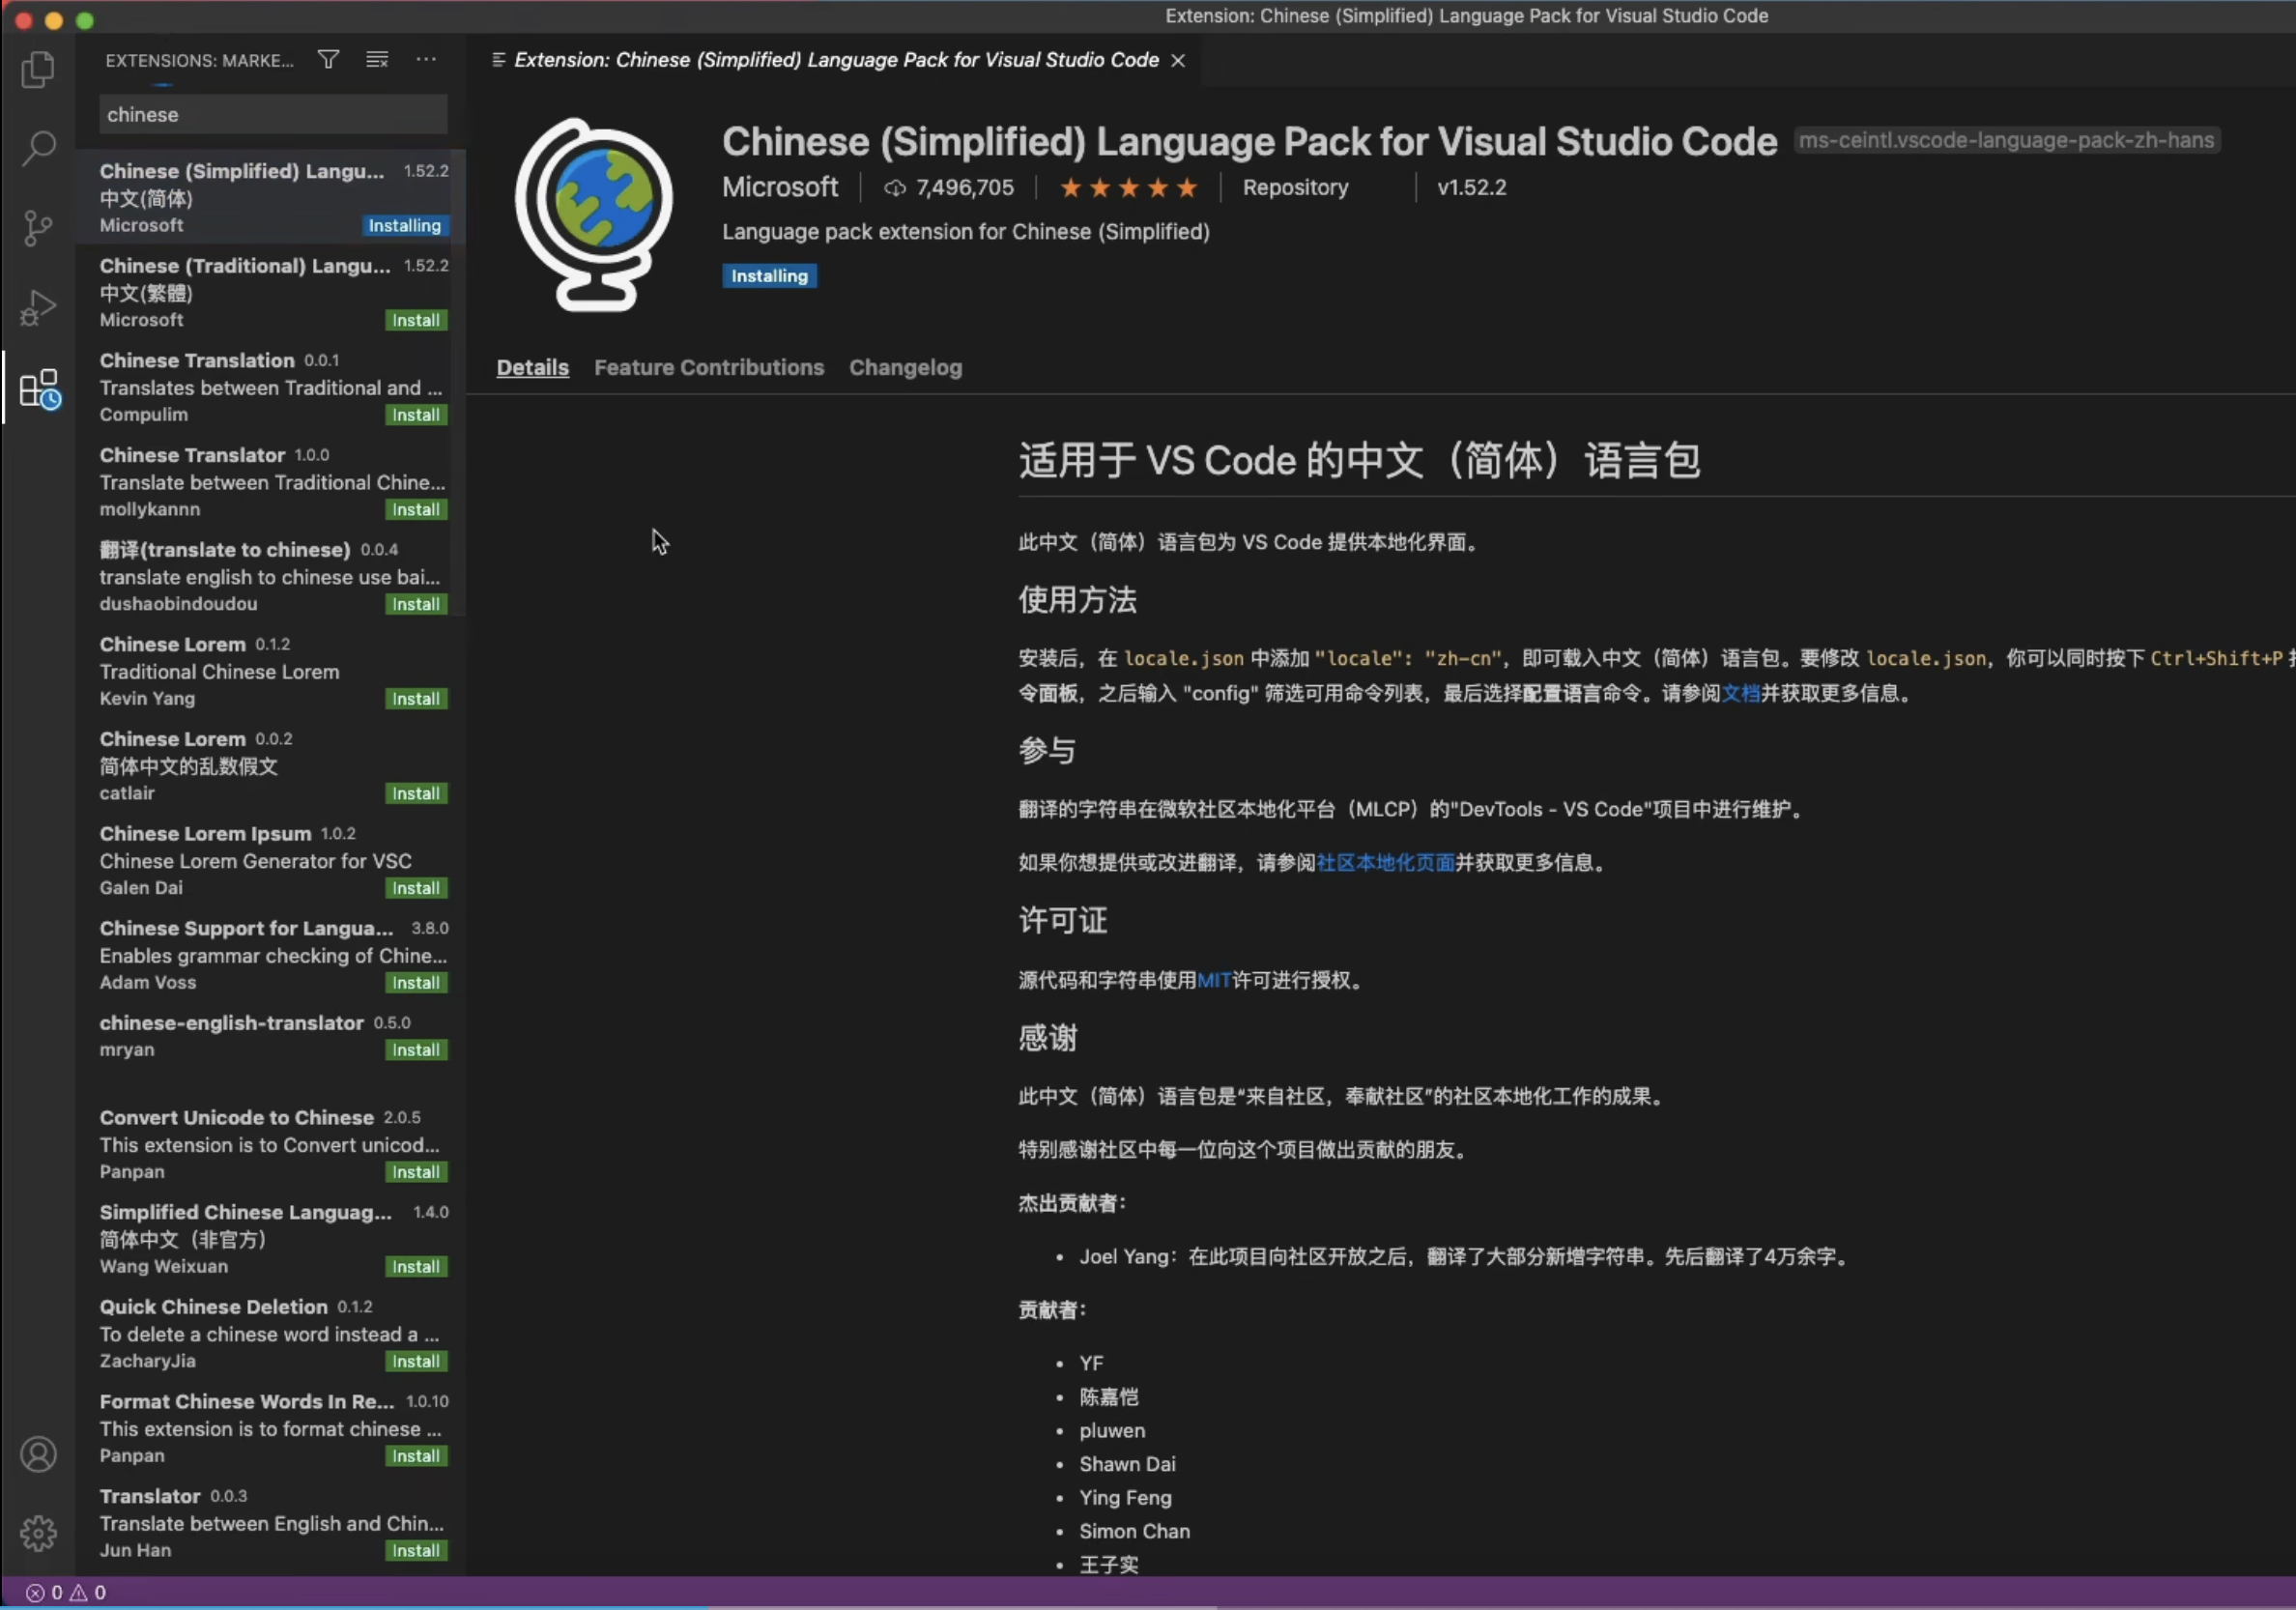 Extension: Chinese (Simplified) Language Pack for Visual Studio Code
EXTENSIONS: MARKE...
chinese
Chinese (Simplified) Langu... 1.52.2
中文(简体)
Microsoft Installing
Chinese (Traditional) Langu... 1.52.2
中文(繁體)
Microsoft Install
Chinese Translation 0.0.1
Translates between Traditional and ...
Compulim Install
Chinese Translator 1.0.0
Translate between Traditional Chine...
mollykannn Install
翻译(translate to chinese) 0.0.4
translate english to chinese use bai...
dushaobindoudou Install
Chinese Lorem 0.1.2
Traditional Chinese Lorem
Kevin Yang Install
Chinese Lorem 0.0.2
简体中文的乱数假文
catlair Install
Chinese Lorem Ipsum 1.0.2
Chinese Lorem Generator for VSC
Galen Dai Install
Chinese Support for Langua... 3.8.0
Enables grammar checking of Chine...
Adam Voss Install
chinese-english-translator 0.5.0
mryan Install
Convert Unicode to Chinese 2.0.5
This extension is to Convert unicod...
Panpan Install
Simplified Chinese Languag... 1.4.0
简体中文（非官方）
Wang Weixuan Install
Quick Chinese Deletion 0.1.2
To delete a chinese word instead a ...
ZacharyJia Install
Format Chinese Words In Re... 1.0.10
This extension is to format chinese ...
Panpan Install
Translator 0.0.3
Translate between English and Chin...
Jun Han Install
Extension: Chinese (Simplified) Language Pack for Visual Studio Code
Chinese (Simplified) Language Pack for Visual Studio Code ms-ceintl.vscode-language-pack-zh-hans
Microsoft 7,496,705 Repository v1.52.2
Language pack extension for Chinese (Simplified)
Installing
Details Feature Contributions Changelog
适用于 VS Code 的中文（简体）语言包
此中文（简体）语言包为 VS Code 提供本地化界面。
使用方法
安装后，在 locale.json 中添加 "locale": "zh-cn"，即可载入中文（简体）语言包。要修改 locale.json，你可以同时按下 Ctrl+Shift+P
令面板，之后输入 "config" 筛选可用命令列表，最后选择配置语言命令。请参阅文档并获取更多信息。
参与
翻译的字符串在微软社区本地化平台（MLCP）的"DevTools - VS Code"项目中进行维护。
如果你想提供或改进翻译，请参阅社区本地化页面并获取更多信息。
许可证
源代码和字符串使用MIT许可进行授权。
感谢
此中文（简体）语言包是“来自社区，奉献社区”的社区本地化工作的成果。
特别感谢社区中每一位向这个项目做出贡献的朋友。
杰出贡献者：
Joel Yang：在此项目向社区开放之后，翻译了大部分新增字符串。先后翻译了4万余字。
贡献者：
YF
陈嘉恺
pluwen
Shawn Dai
Ying Feng
Simon Chan
王子实
0 0